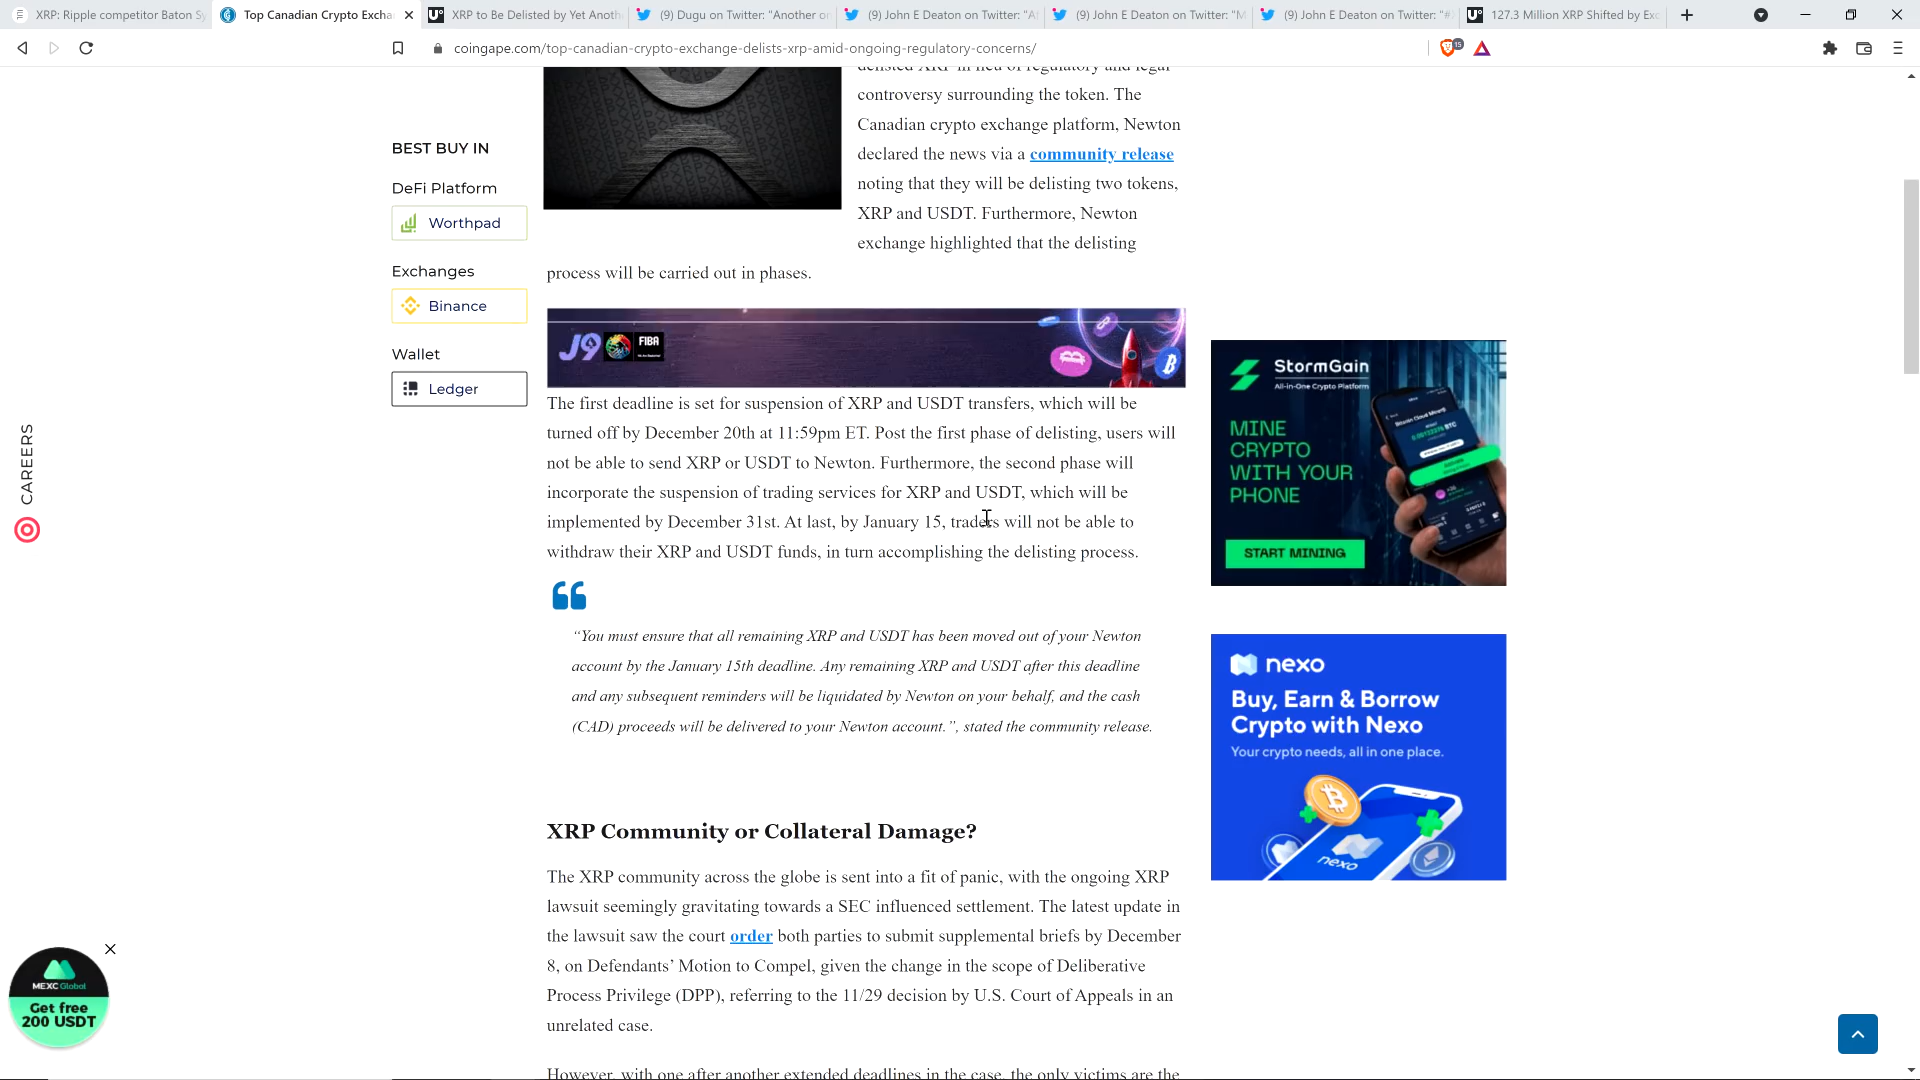 XRP: Ripple competitor Baton Sy
Top Canadian Crypto Excha
XRP to Be Delisted by Yet Anoth
(9) Dugu on Twitter: "Another o
(9) John E Deaton on Twitter: "A
(9) John E Deaton on Twitter: "M
(9) John E Deaton on Twitter: "#
127.3 Million XRP Shifted by Exc
coingape.com/top-canadian-crypto-exchange-delists-xrp-amid-ongoing-regulatory-concerns/
15
delisted XRP in lieu of regulatory and legal
controversy surrounding the token. The
Canadian crypto exchange platform, Newton
declared the news via a community release
noting that they will be delisting two tokens,
XRP and USDT. Furthermore, Newton
exchange highlighted that the delisting
process will be carried out in phases.
BEST BUY IN
DeFi Platform
Worthpad
Exchanges
Binance
Wallet
Ledger
CAREERS
J9
FIBA
The first deadline is set for suspension of XRP and USDT transfers, which will be
turned off by December 20th at 11:59pm ET. Post the first phase of delisting, users will
not be able to send XRP or USDT to Newton. Furthermore, the second phase will
incorporate the suspension of trading services for XRP and USDT, which will be
implemented by December 31st. At last, by January 15, traders will not be able to
withdraw their XRP and USDT funds, in turn accomplishing the delisting process.
“You must ensure that all remaining XRP and USDT has been moved out of your Newton
account by the January 15th deadline. Any remaining XRP and USDT after this deadline
and any subsequent reminders will be liquidated by Newton on your behalf, and the cash
(CAD) proceeds will be delivered to your Newton account.”, stated the community release.
XRP Community or Collateral Damage?
The XRP community across the globe is sent into a fit of panic, with the ongoing XRP
lawsuit seemingly gravitating towards a SEC influenced settlement. The latest update in
the lawsuit saw the court order both parties to submit supplemental briefs by December
8, on Defendants’ Motion to Compel, given the change in the scope of Deliberative
Process Privilege (DPP), referring to the 11/29 decision by U.S. Court of Appeals in an
unrelated case.
However, with one after another extended deadlines in the case, the only victims are the
StormGain
All-in-One Crypto Platform
MINE
CRYPTO
WITH YOUR
PHONE
START MINING
nexo
Buy, Earn & Borrow
Crypto with Nexo
Your crypto needs, all in one place.
nexo
MEXC Global
Get free
200 USDT